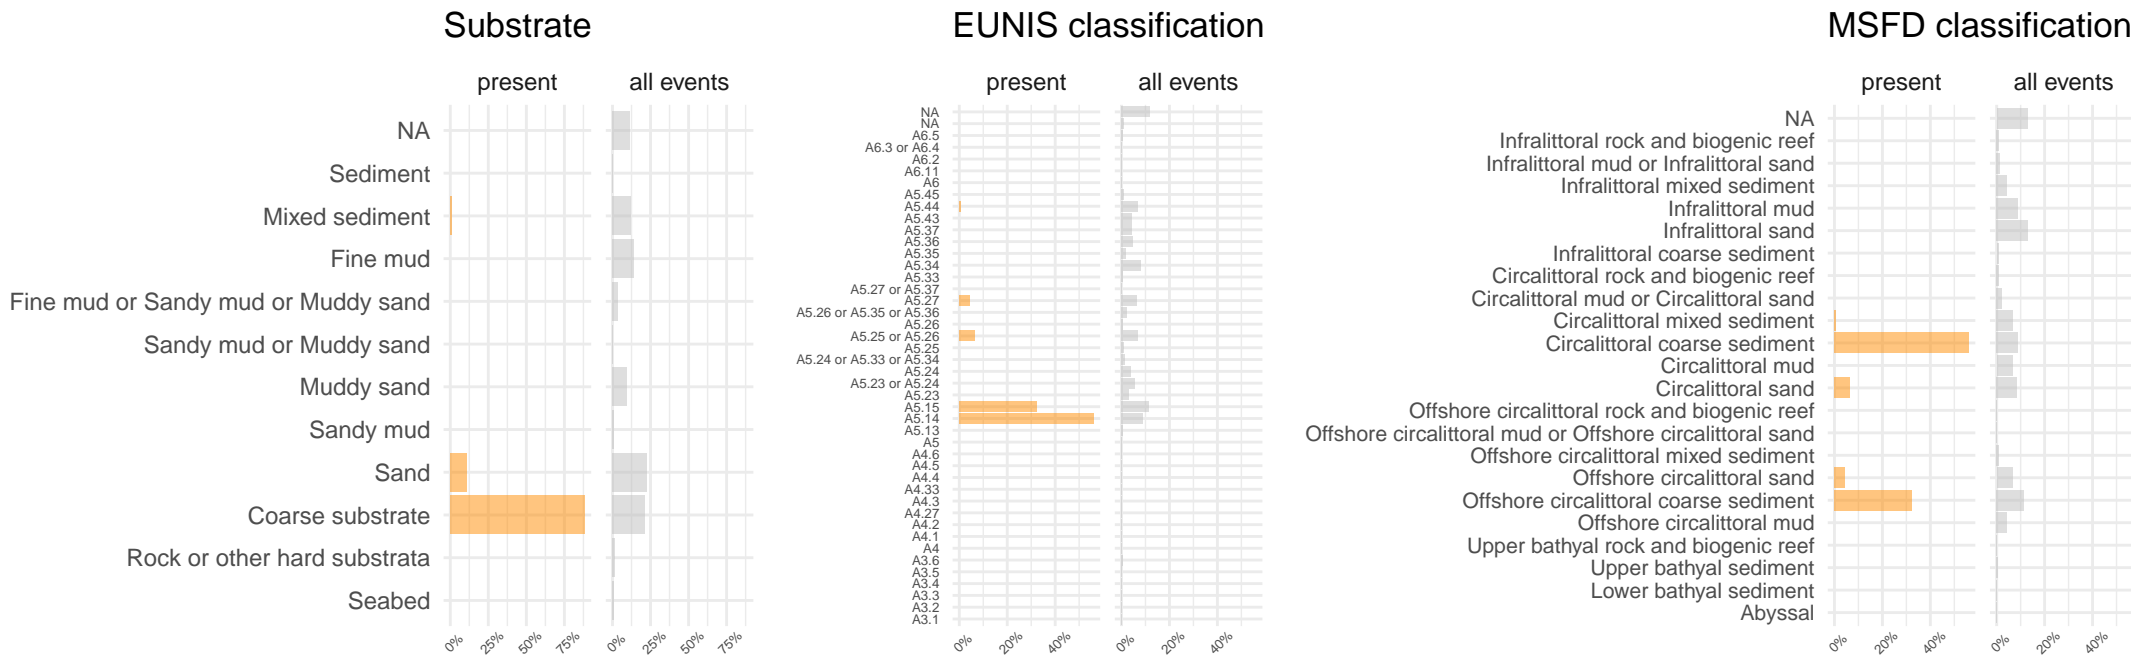 Substrate
present all events
NA
Sediment
Mixed sediment
Fine mud
Fine mud or Sandy mud or Muddy sand
Sandy mud or Muddy sand
Muddy sand
Sandy mud
Sand
Coarse substrate
Rock or other hard substrata
Seabed
0% 25% 50% 75% 0% 25% 50% 75%
EUNIS classification
present all events
NA
NA
A6.5
A6.3 or A6.4
A6.2
A6.11
A6
A5.45
A5.44
A5.43
A5.37
A5.36
A5.35
A5.34
A5.33
A5.27 or A5.37
A5.27
A5.26 or A5.35 or A5.36
A5.26
A5.25 or A5.26
A5.25
A5.24 or A5.33 or A5.34
A5.24
A5.23 or A5.24
A5.23
A5.15
A5.14
A5.13
A5
A4.6
A4.5
A4.4
A4.33
A4.3
A4.27
A4.2
A4.1
A4
A3.6
A3.5
A3.4
A3.3
A3.2
A3.1
0% 20% 40% 0% 20% 40%
MSFD classification
present all events
NA
Infralittoral rock and biogenic reef
Infralittoral mud or Infralittoral sand
Infralittoral mixed sediment
Infralittoral mud
Infralittoral sand
Infralittoral coarse sediment
Circalittoral rock and biogenic reef
Circalittoral mud or Circalittoral sand
Circalittoral mixed sediment
Circalittoral coarse sediment
Circalittoral mud
Circalittoral sand
Offshore circalittoral rock and biogenic reef
Offshore circalittoral mud or Offshore circalittoral sand
Offshore circalittoral mixed sediment
Offshore circalittoral sand
Offshore circalittoral coarse sediment
Offshore circalittoral mud
Upper bathyal rock and biogenic reef
Upper bathyal sediment
Lower bathyal sediment
Abyssal
0% 20% 40% 0% 20% 40%